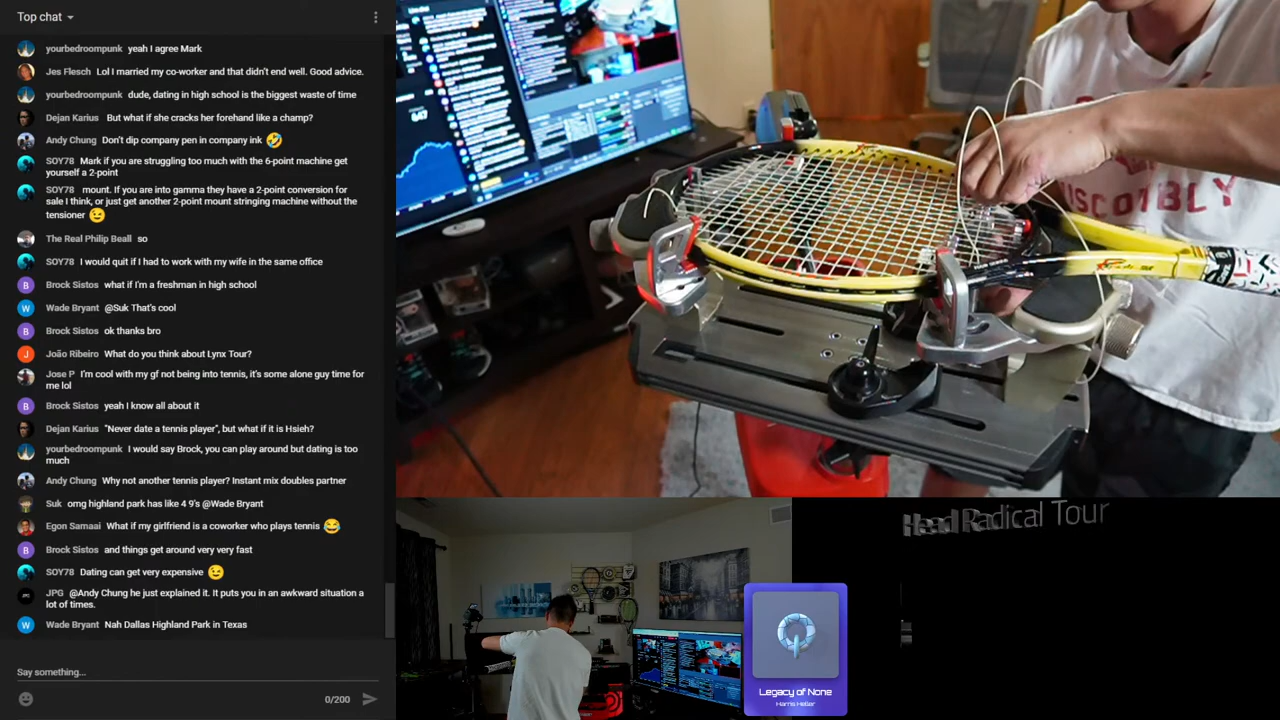 Top chat
yourbedroompunk yeah I agree Mark
Jes Flesch Lol I married my co-worker and that didn't end well. Good advice.
yourbedroompunk dude, dating in high school is the biggest waste of time
Dejan Karius But what if she cracks her forehand like a champ?
Andy Chung Don't dip company pen in company ink 🤣
SOY78 Mark if you are struggling too much with the 6-point machine get
yourself a 2-point
SOY78 mount. If you are into gamma they have a 2-point conversion for
sale I think, or just get another 2-point mount stringing machine without the
tensioner 😉
The Real Philip Beall so
SOY78 I would quit if I had to work with my wife in the same office
Brock Sistos what if I'm a freshman in high school
Wade Bryant @Suk That's cool
Brock Sistos ok thanks bro
João Ribeiro What do you think about Lynx Tour?
Jose P I'm cool with my gf not being into tennis, it's some alone guy time for
me lol
Brock Sistos yeah I know all about it
Dejan Karius "Never date a tennis player", but what if it is Hsieh?
yourbedroompunk I would say Brock, you can play around but dating is too
much
Andy Chung Why not another tennis player? Instant mix doubles partner
Suk omg highland park has like 4 9's @Wade Bryant
Egon Samaai What if my girlfriend is a coworker who plays tennis 😂
Brock Sistos and things get around very very fast
SOY78 Dating can get very expensive 😉
JPG @Andy Chung he just explained it. It puts you in an awkward situation a
lot of times.
Wade Bryant Nah Dallas Highland Park in Texas
Say something...
0/200
Head Radical Tour
Legacy of None
Harris Heller